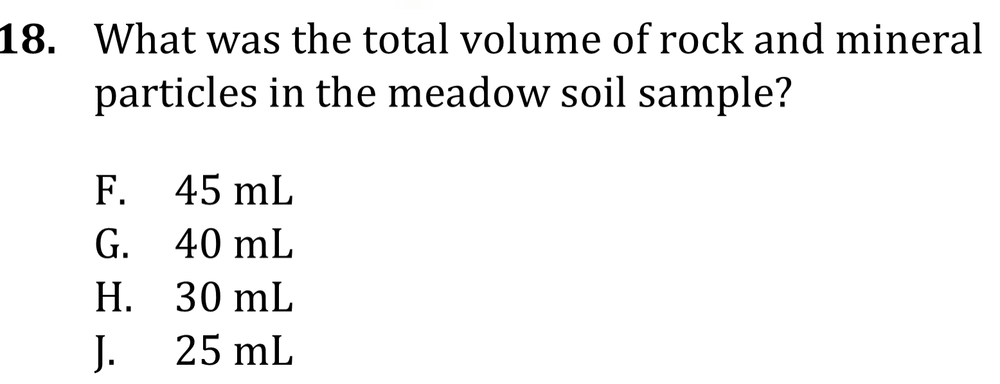 18. What was the total volume of rock and mineral
particles in the meadow soil sample?
F. 45 mL
G. 40 mL
H. 30 mL
J. 25 mL